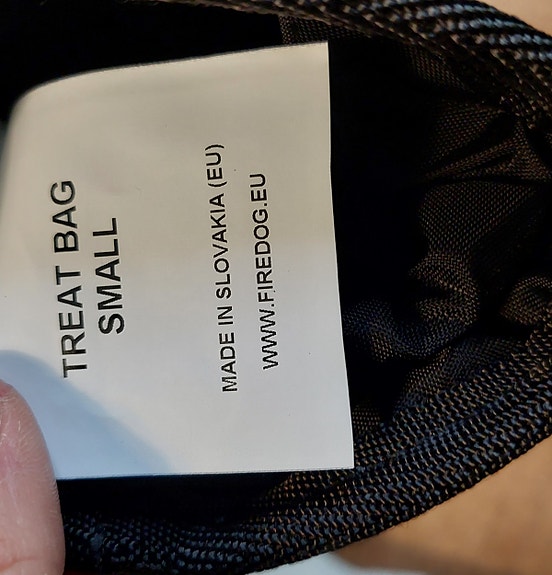 TREAT BAG
SMALL
MADE IN SLOVAKIA (EU)
WWW.FIREDOG.EU